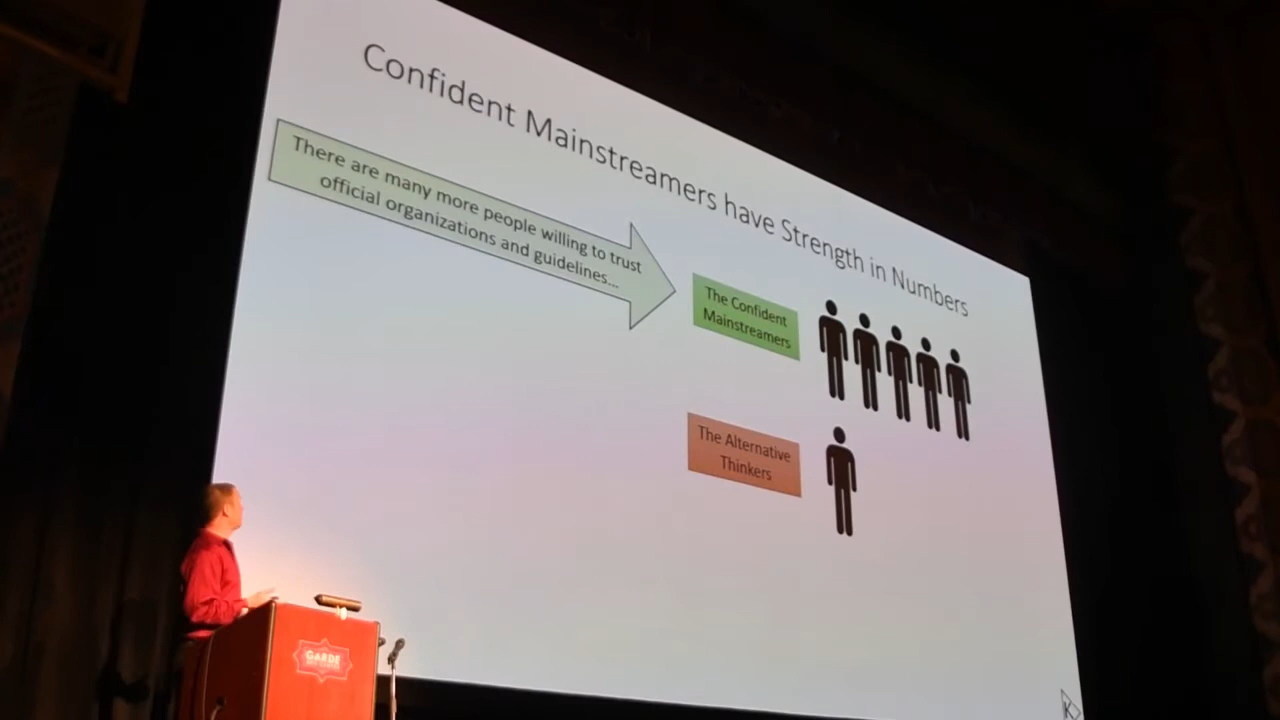 Confident Mainstreamers have Strength in Numbers
There are many more people willing to trust
official organizations and guidelines...
The Confident
Mainstreamers
The Alternative
Thinkers
GARDE
K